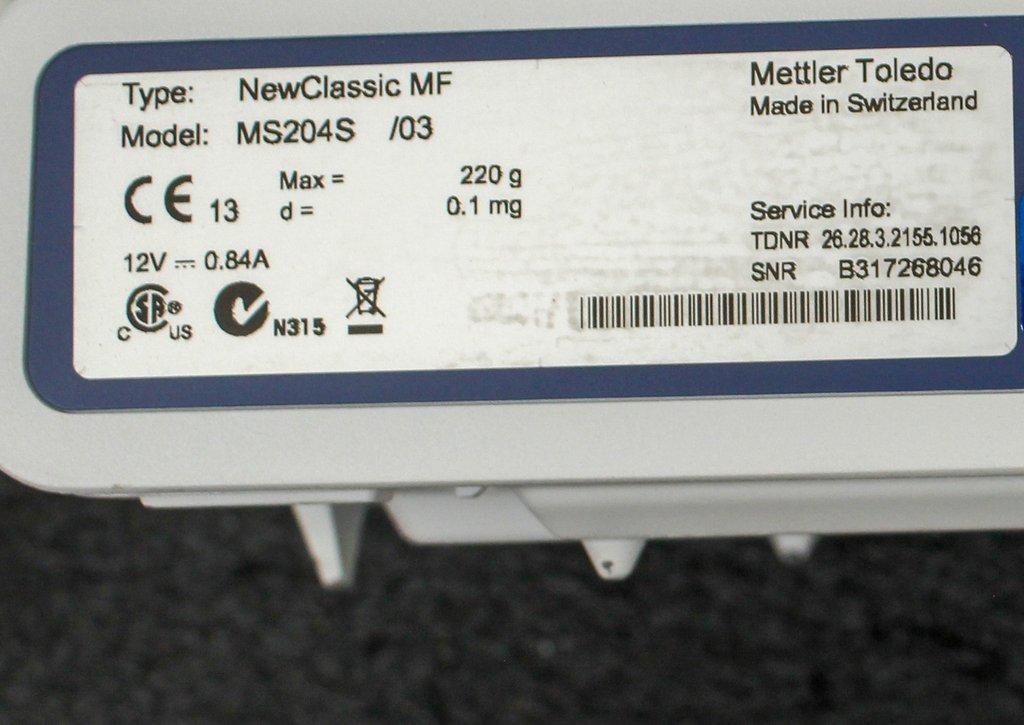 Type: NewClassic MF
Model: MS204S /03
CE 13
Max = 220 g
d = 0.1 mg
12V ⎓ 0.84A
C SA® US
N315
Mettler Toledo
Made in Switzerland
Service Info:
TDNR 26.28.3.2155.1056
SNR B317268046